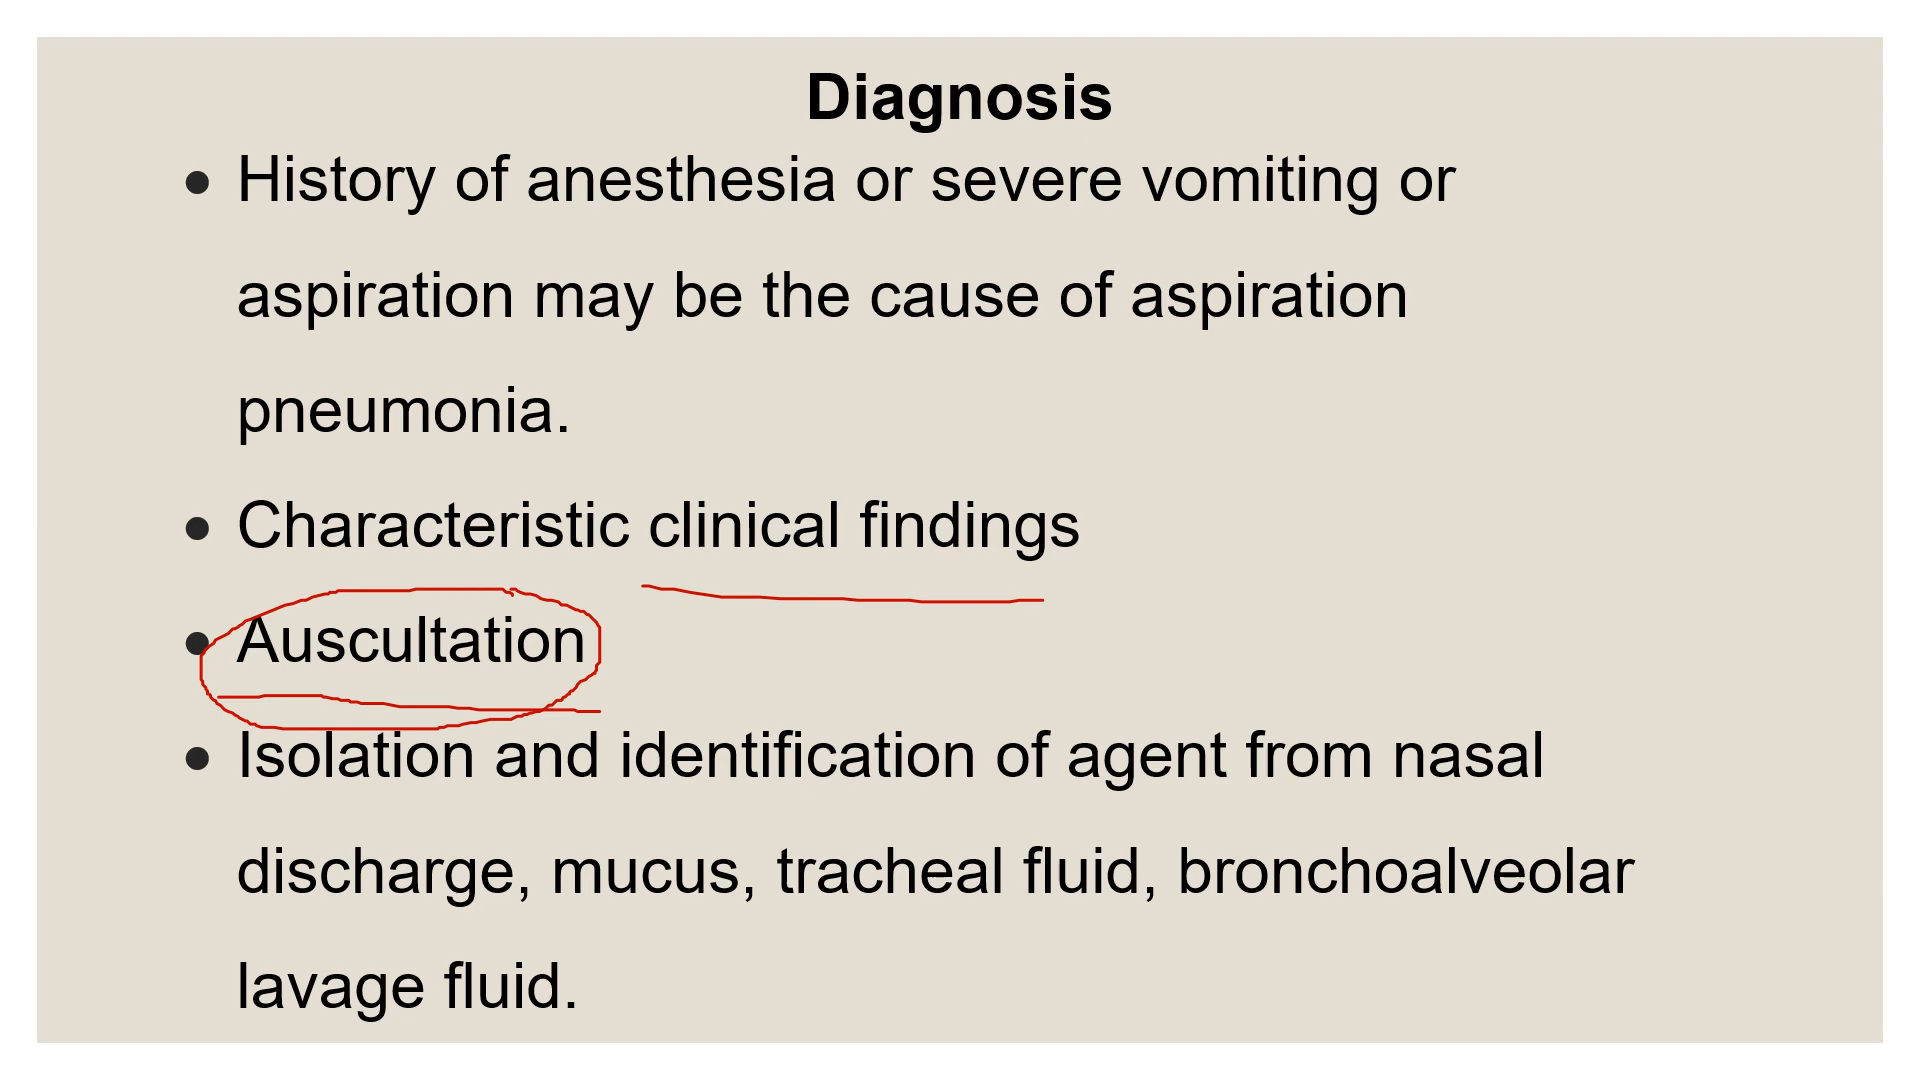 Diagnosis
• History of anesthesia or severe vomiting or
aspiration may be the cause of aspiration
pneumonia.
• Characteristic clinical findings
• Auscultation
• Isolation and identification of agent from nasal
discharge, mucus, tracheal fluid, bronchoalveolar
lavage fluid.